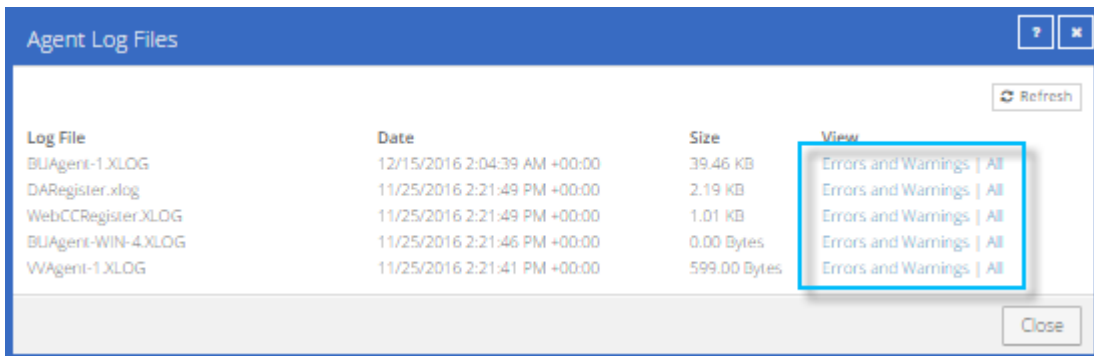 Agent Log Files ? ×
Refresh
Log File Date Size View
BUAgent-1.XLOG 12/15/2016 2:04:39 AM +00:00 39.46 KB Errors and Warnings | All
DARegister.xlog 11/25/2016 2:21:49 PM +00:00 2.19 KB Errors and Warnings | All
WebCCRegister.XLOG 11/25/2016 2:21:49 PM +00:00 1.01 KB Errors and Warnings | All
BUAgent-WIN-4.XLOG 11/25/2016 2:21:46 PM +00:00 0.00 Bytes Errors and Warnings | All
VVAgent-1.XLOG 11/25/2016 2:21:41 PM +00:00 599.00 Bytes Errors and Warnings | All
Close